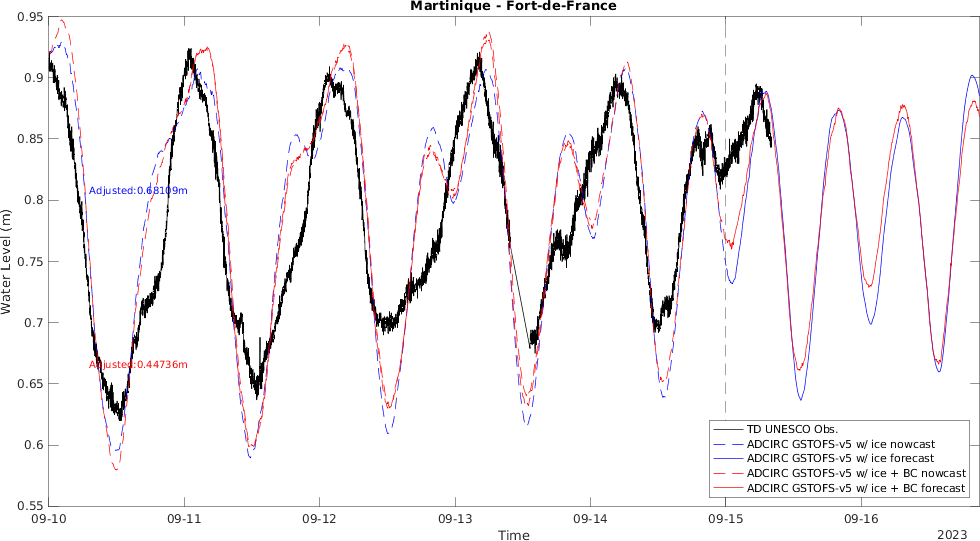 Martinique - Fort-de-France
0.95
0.9
0.85
0.8
0.75
0.7
0.65
0.6
0.55
Water Level (m)
Adjusted:0.68109m
Adjusted:0.44736m
TD UNESCO Obs.
ADCIRC GSTOFS-v5 w/ ice nowcast
ADCIRC GSTOFS-v5 w/ ice forecast
ADCIRC GSTOFS-v5 w/ ice + BC nowcast
ADCIRC GSTOFS-v5 w/ ice + BC forecast
09-10 09-11 09-12 09-13 09-14 09-15 09-16
Time
2023